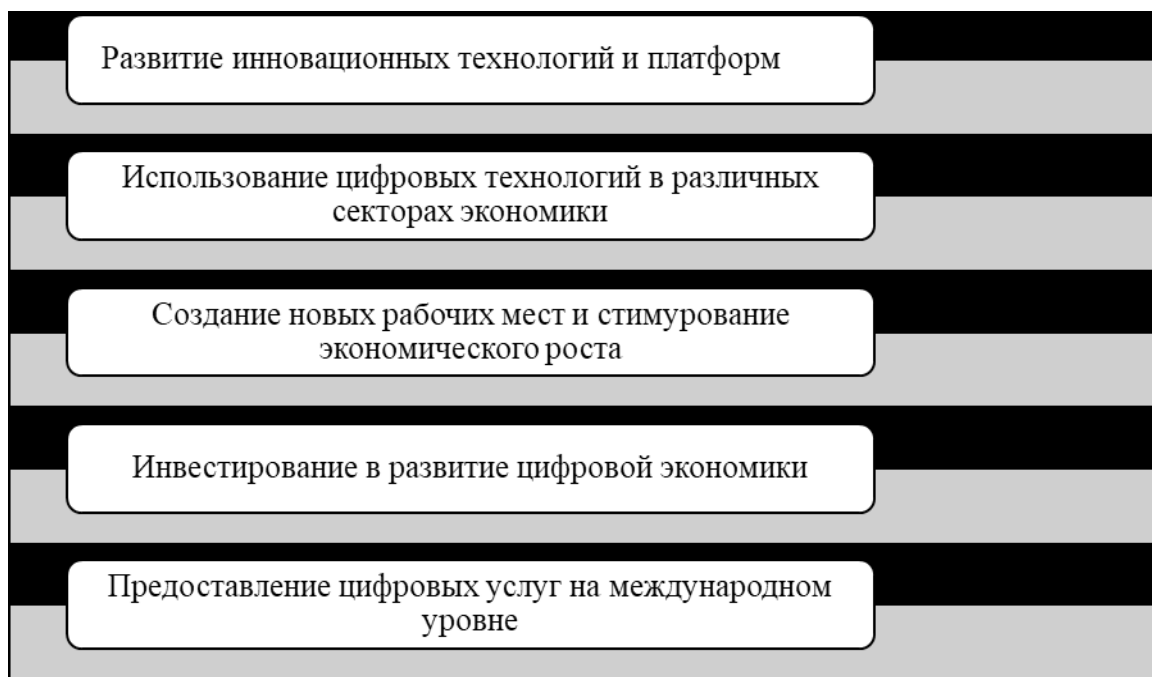 Развитие инновационных технологий и платформ
Использование цифровых технологий в различных
секторах экономики
Создание новых рабочих мест и стимурование
экономического роста
Инвестирование в развитие цифровой экономики
Предоставление цифровых услуг на международном
уровне